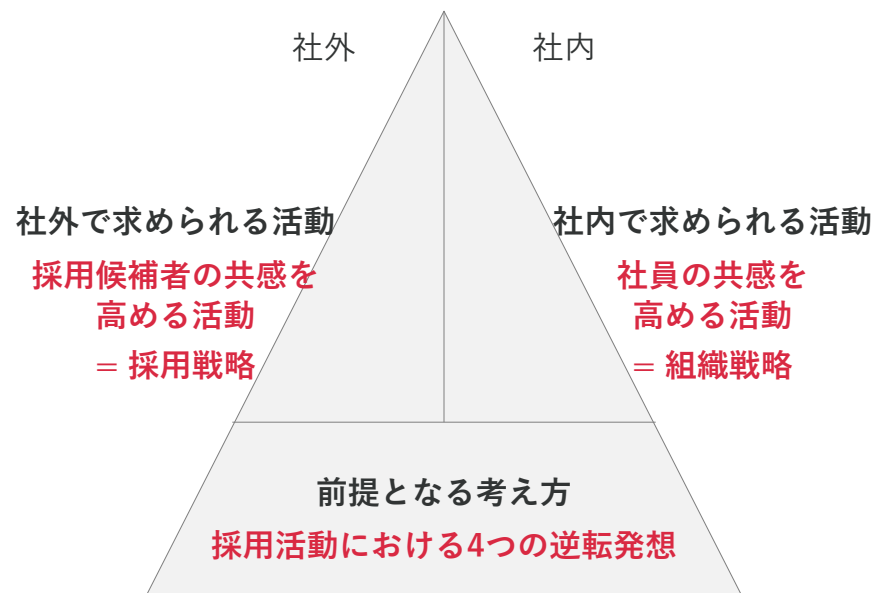 社外
社内
社外で求められる活動
採用候補者の共感を
高める活動
= 採用戦略
社内で求められる活動
社員の共感を
高める活動
= 組織戦略
前提となる考え方
採用活動における4つの逆転発想